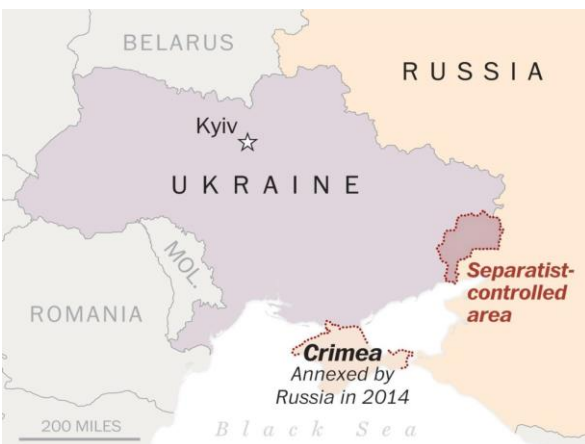 BELARUS
RUSSIA
Kyiv
UKRAINE
MOL.
Separatist-
controlled
area
ROMANIA
Crimea
Annexed by
Russia in 2014
200 MILES
Black Sea